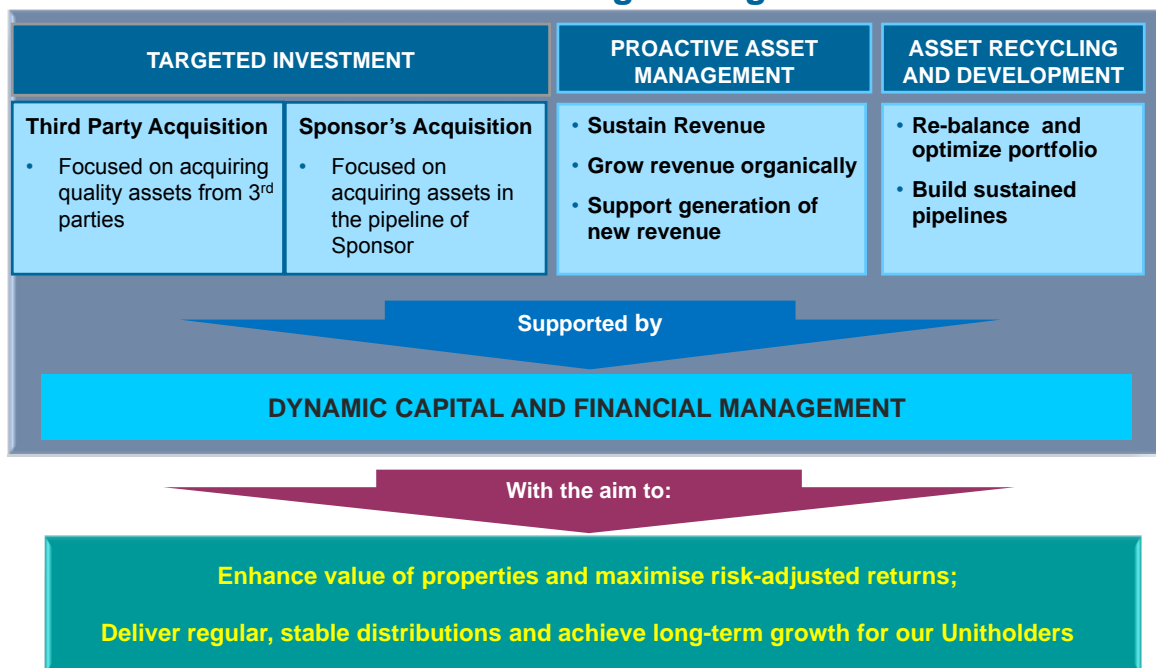 TARGETED INVESTMENT
PROACTIVE ASSET
MANAGEMENT
ASSET RECYCLING
AND DEVELOPMENT
Third Party Acquisition
• Focused on acquiring
quality assets from 3rd
parties
Sponsor's Acquisition
• Focused on
acquiring assets in
the pipeline of
Sponsor
• Sustain Revenue
• Grow revenue organically
• Support generation of
new revenue
• Re-balance and
optimize portfolio
• Build sustained
pipelines
Supported by
DYNAMIC CAPITAL AND FINANCIAL MANAGEMENT
With the aim to:
Enhance value of properties and maximise risk-adjusted returns;
Deliver regular, stable distributions and achieve long-term growth for our Unitholders